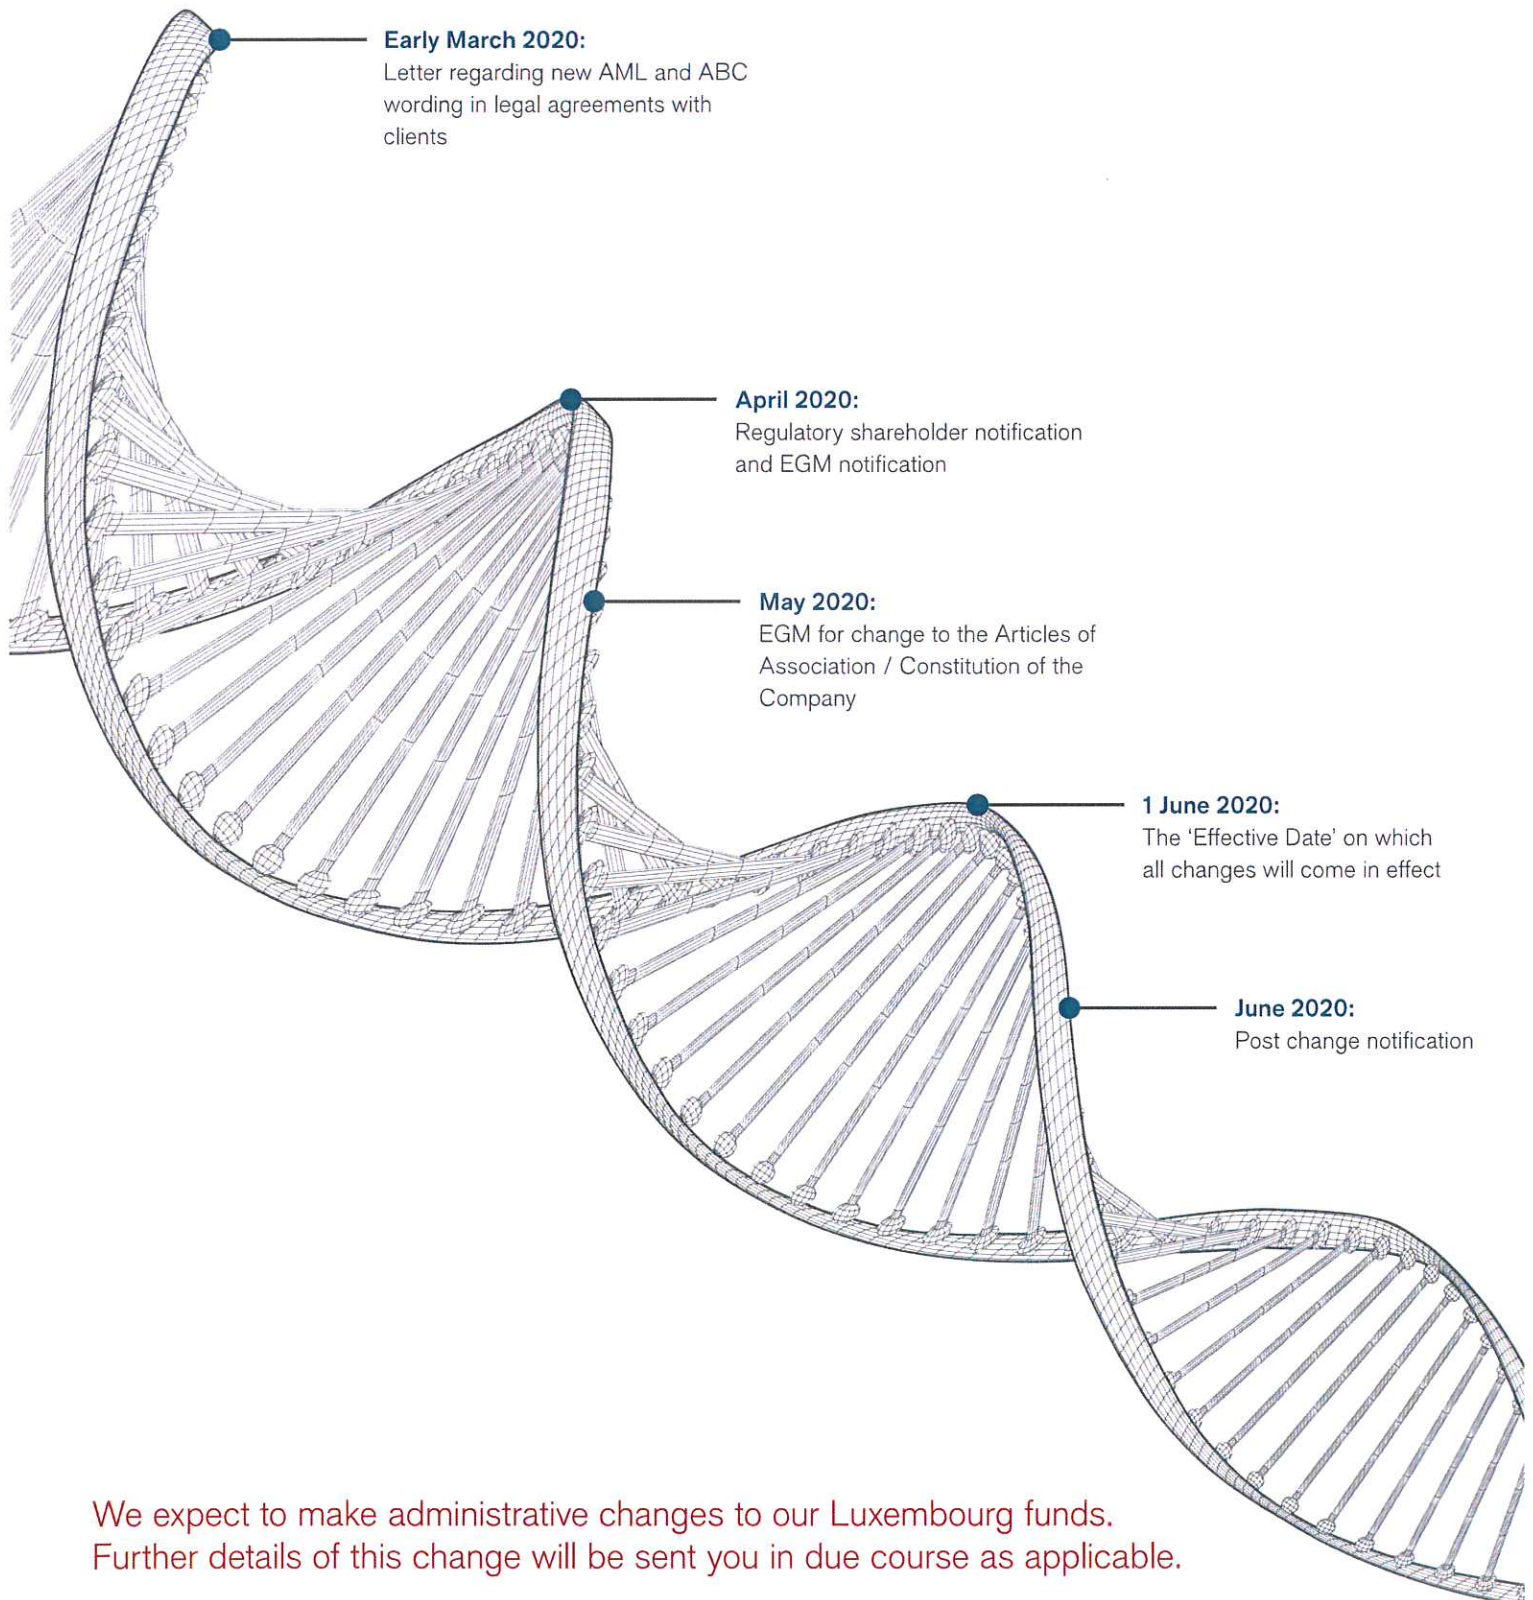 Early March 2020:
Letter regarding new AML and ABC
wording in legal agreements with
clients
April 2020:
Regulatory shareholder notification
and EGM notification
May 2020:
EGM for change to the Articles of
Association / Constitution of the
Company
1 June 2020:
The ‘Effective Date’ on which
all changes will come in effect
June 2020:
Post change notification
We expect to make administrative changes to our Luxembourg funds.
Further details of this change will be sent you in due course as applicable.